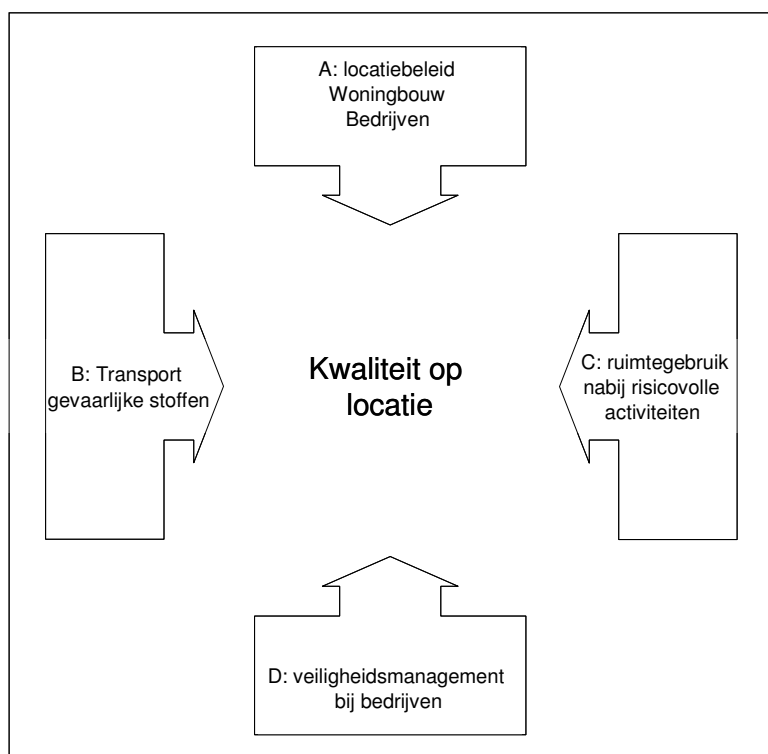 A: locatiebeleid
Woningbouw
Bedrijven
B: Transport
gevaarlijke stoffen
Kwaliteit op
locatie
C: ruimtegebruik
nabij risicovolle
activiteiten
D: veiligheidsmanagement
bij bedrijven